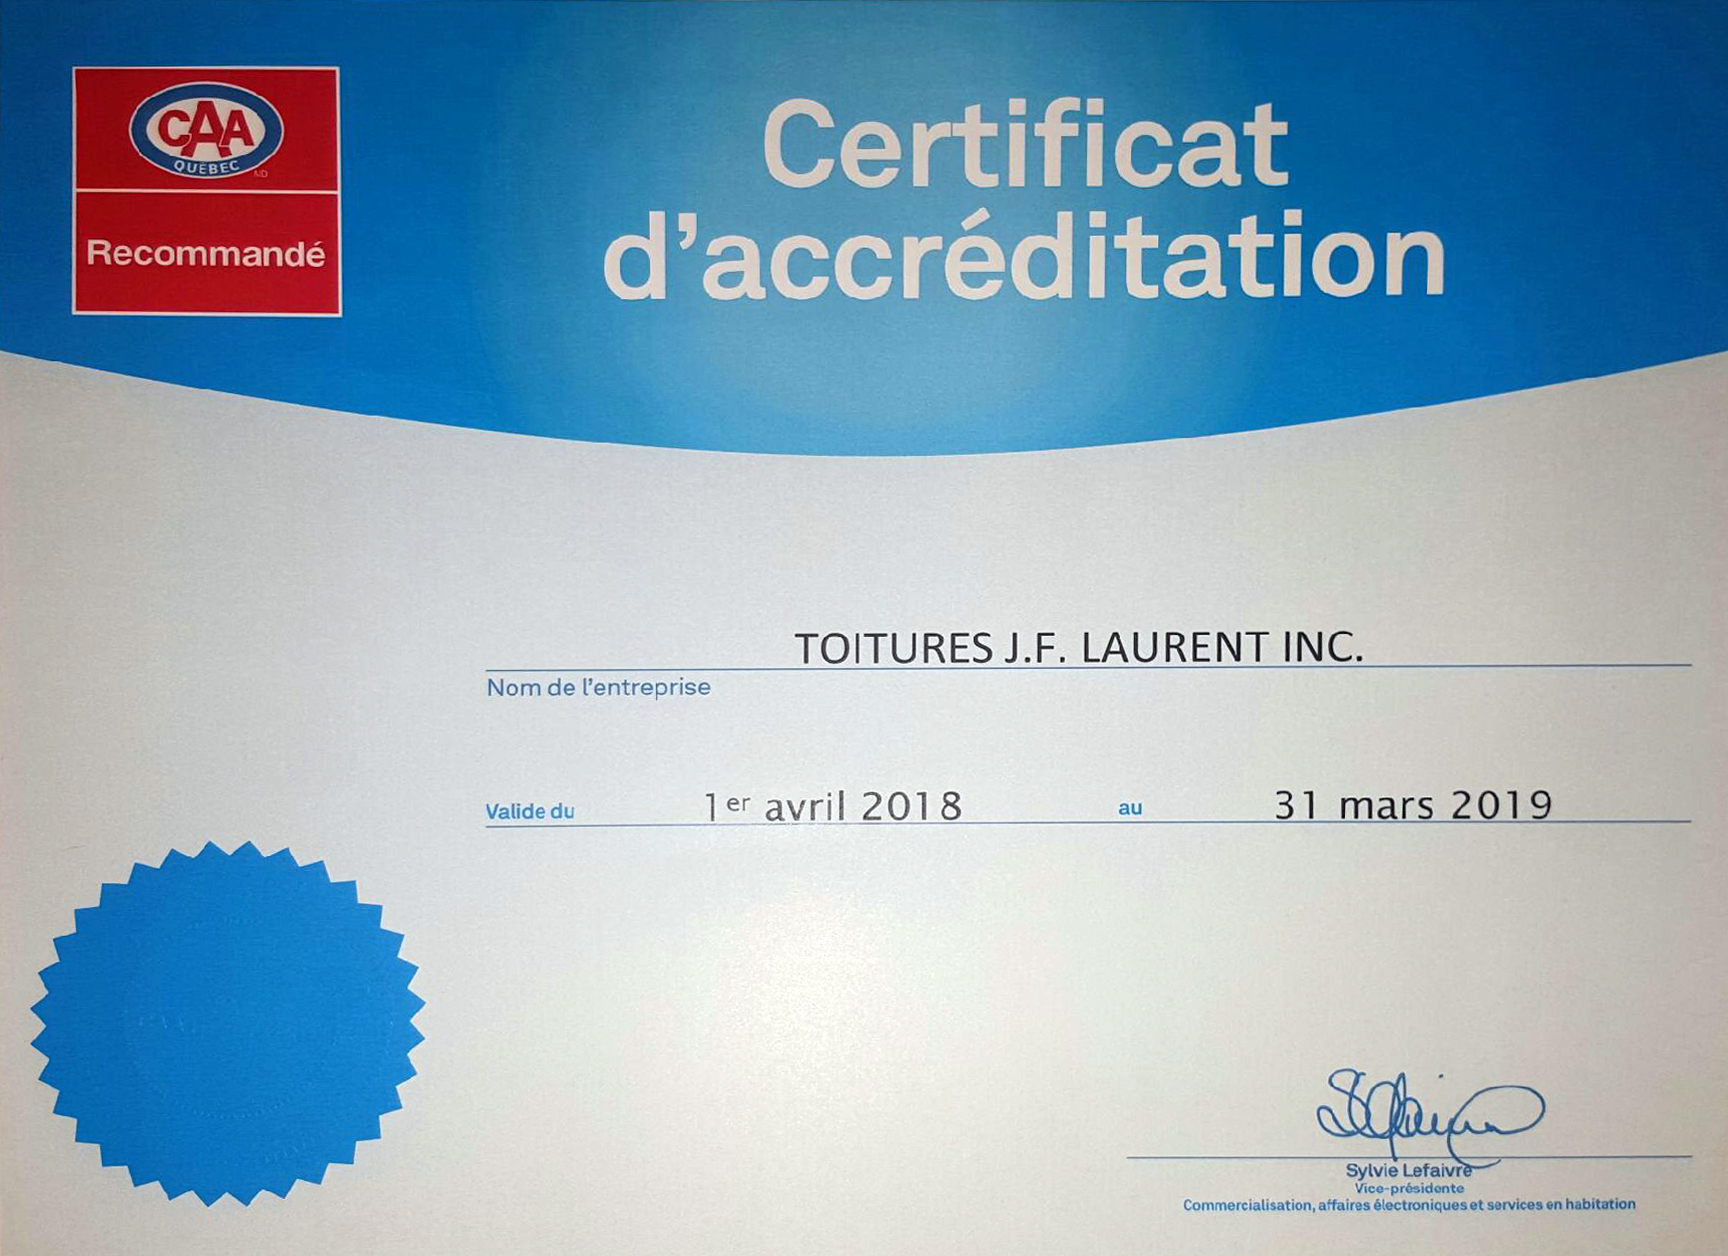 CAA
QUÉBEC
MD
Recommandé
Certificat
d'accréditation
TOITURES J.F. LAURENT INC.
Nom de l'entreprise
Valide du 1er avril 2018 au 31 mars 2019
Sylvie Lefaivre
Vice-présidente
Commercialisation, affaires électroniques et services en habitation